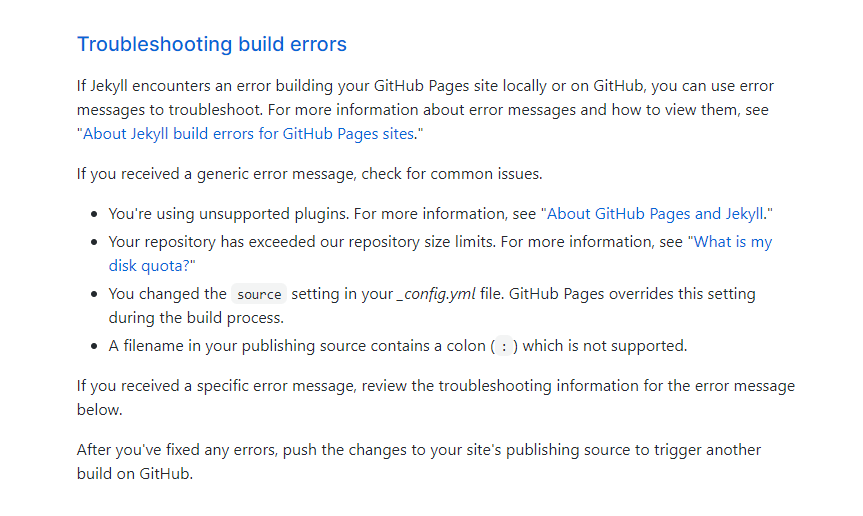 Troubleshooting build errors
If Jekyll encounters an error building your GitHub Pages site locally or on GitHub, you can use error
messages to troubleshoot. For more information about error messages and how to view them, see
"About Jekyll build errors for GitHub Pages sites."
If you received a generic error message, check for common issues.
• You're using unsupported plugins. For more information, see "About GitHub Pages and Jekyll."
• Your repository has exceeded our repository size limits. For more information, see "What is my
disk quota?"
• You changed the source setting in your _config.yml file. GitHub Pages overrides this setting
during the build process.
• A filename in your publishing source contains a colon ( : ) which is not supported.
If you received a specific error message, review the troubleshooting information for the error message
below.
After you've fixed any errors, push the changes to your site's publishing source to trigger another
build on GitHub.